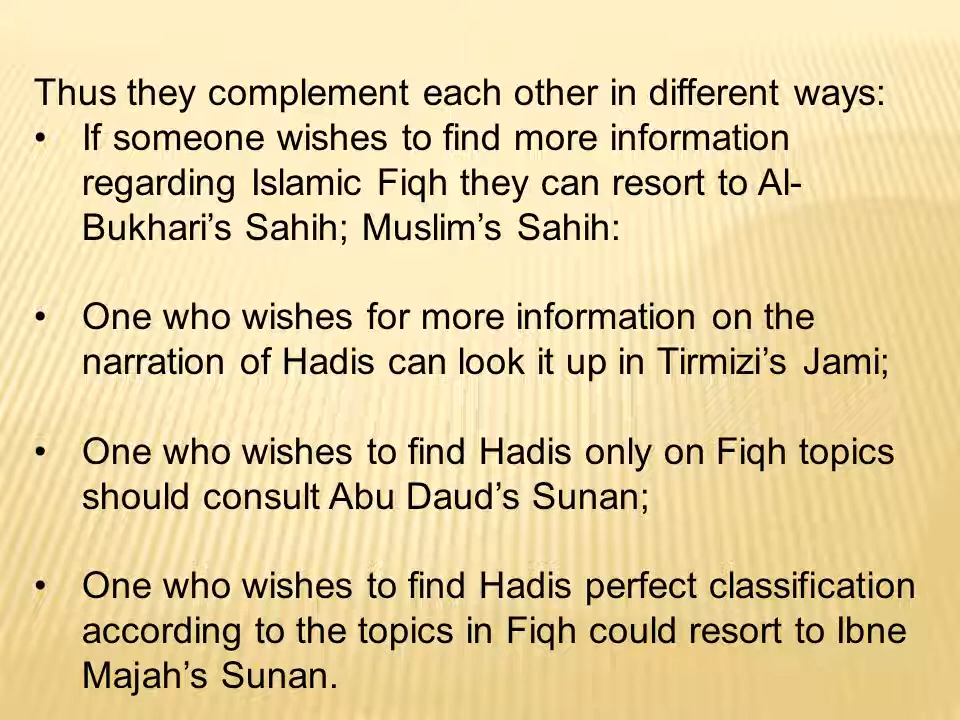 Thus they complement each other in different ways:
• If someone wishes to find more information
regarding Islamic Fiqh they can resort to Al-
Bukhari’s Sahih; Muslim’s Sahih:
• One who wishes for more information on the
narration of Hadis can look it up in Tirmizi’s Jami;
• One who wishes to find Hadis only on Fiqh topics
should consult Abu Daud’s Sunan;
• One who wishes to find Hadis perfect classification
according to the topics in Fiqh could resort to Ibne
Majah’s Sunan.